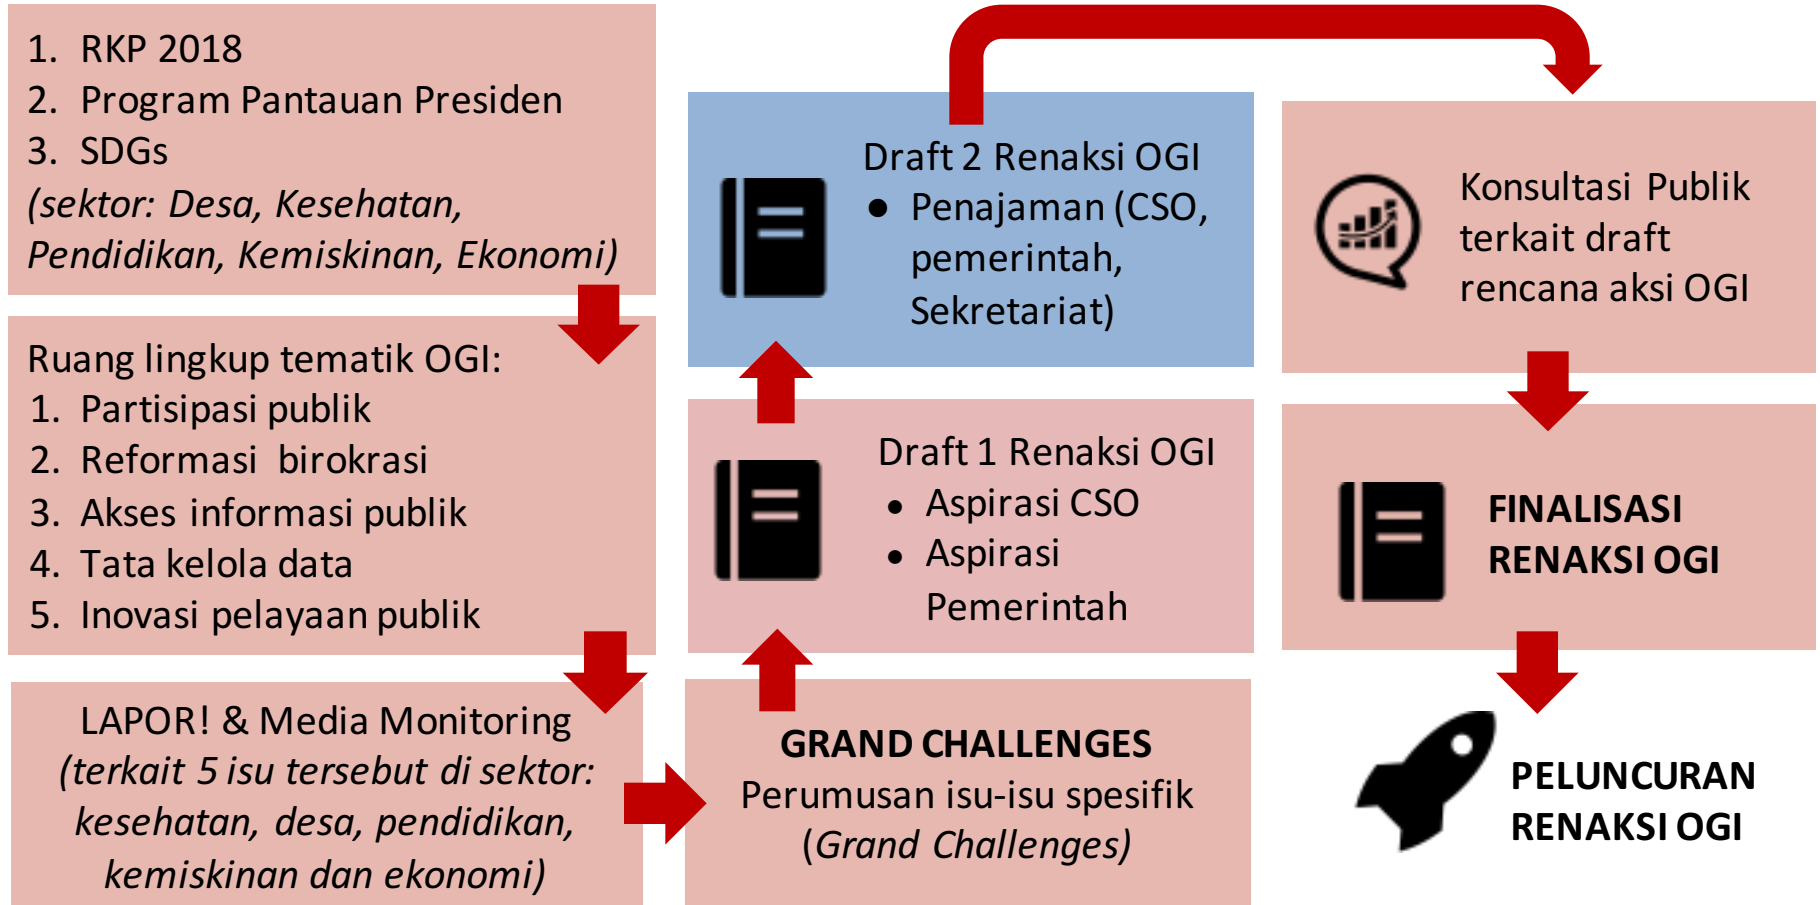 1. RKP 2018
2. Program Pantauan Presiden
3. SDGs
(sektor: Desa, Kesehatan,
Pendidikan, Kemiskinan, Ekonomi)
Ruang lingkup tematik OGI:
1. Partisipasi publik
2. Reformasi birokrasi
3. Akses informasi publik
4. Tata kelola data
5. Inovasi pelayaan publik
LAPOR! & Media Monitoring
(terkait 5 isu tersebut di sektor:
kesehatan, desa, pendidikan,
kemiskinan dan ekonomi)
GRAND CHALLENGES
Perumusan isu-isu spesifik
(Grand Challenges)
Draft 1 Renaksi OGI
• Aspirasi CSO
• Aspirasi
Pemerintah
Draft 2 Renaksi OGI
• Penajaman (CSO,
pemerintah,
Sekretariat)
Konsultasi Publik
terkait draft
rencana aksi OGI
FINALISASI
RENAKSI OGI
PELUNCURAN
RENAKSI OGI